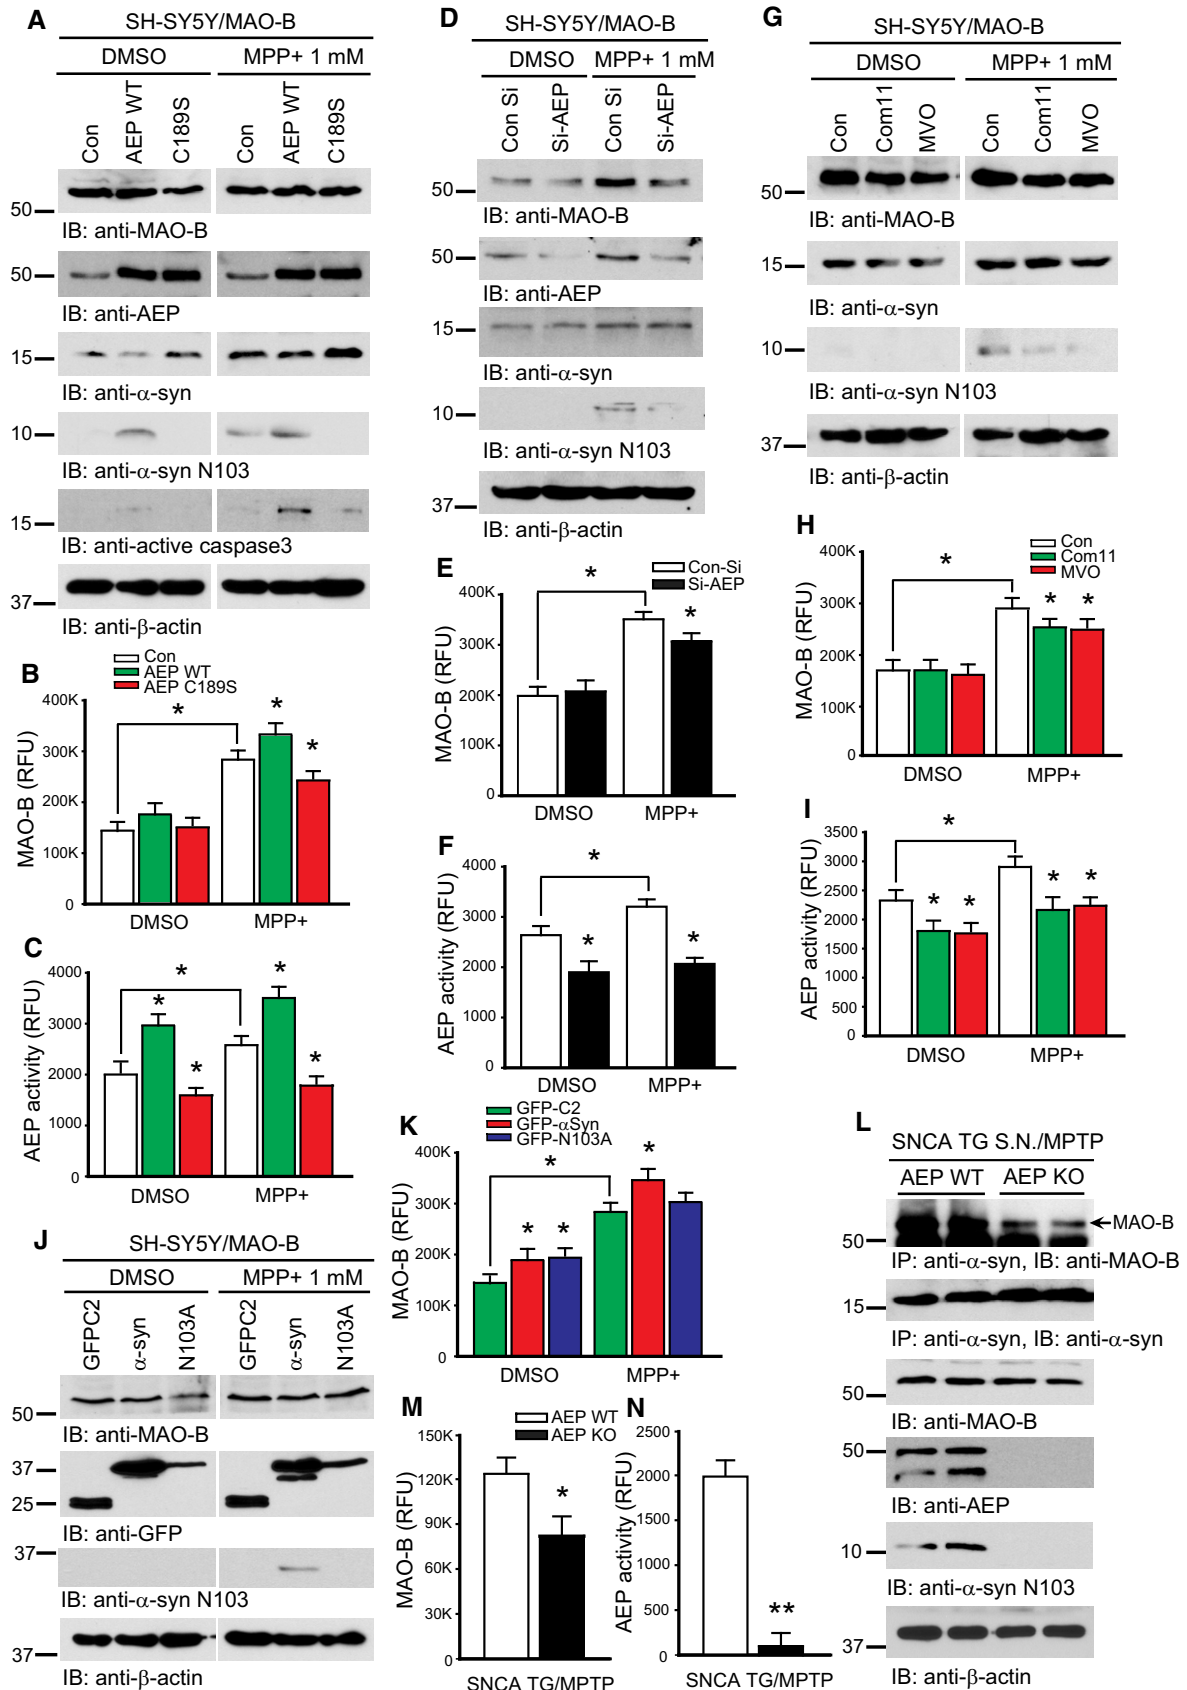 A
SH-SY5Y/MAO-B
DMSO
MPP+ 1 mM
Con
AEP WT
C189S
Con
AEP WT
C189S
50
IB: anti-MAO-B
50
IB: anti-AEP
15
IB: anti-α-syn
10
IB: anti-α-syn N103
15
IB: anti-active caspase3
37
IB: anti-β-actin
B
Con
AEP WT
AEP C189S
MAO-B (RFU)
400K
300K
200K
100K
0
*
*
*
DMSO
MPP+
C
AEP activity (RFU)
4000
3000
2000
1000
0
*
*
*
*
*
DMSO
MPP+
D
SH-SY5Y/MAO-B
DMSO
MPP+ 1 mM
Con Si
Si-AEP
Con Si
Si-AEP
50
IB: anti-MAO-B
50
IB: anti-AEP
15
IB: anti-α-syn
10
IB: anti-α-syn N103
37
IB: anti-β-actin
E
Con-Si
Si-AEP
MAO-B (RFU)
400K
300K
200K
100K
0
*
*
DMSO
MPP+
F
AEP activity (RFU)
4000
3000
2000
1000
0
*
*
*
DMSO
MPP+
G
SH-SY5Y/MAO-B
DMSO
MPP+ 1 mM
Con
Com11
MVO
Con
Com11
MVO
50
IB: anti-MAO-B
15
IB: anti-α-syn
10
IB: anti-α-syn N103
37
IB: anti-β-actin
H
Con
Com11
MVO
MAO-B (RFU)
400K
300K
200K
100K
0
*
*
*
DMSO
MPP+
I
AEP activity (RFU)
3500
3000
2500
2000
1500
1000
500
0
*
*
*
*
*
DMSO
MPP+
J
SH-SY5Y/MAO-B
DMSO
MPP+ 1 mM
GFPC2
α-syn
N103A
GFPC2
α-syn
N103A
50
IB: anti-MAO-B
37
25
IB: anti-GFP
37
IB: anti-α-syn N103
37
IB: anti-β-actin
K
GFP-C2
GFP-αSyn
GFP-N103A
MAO-B (RFU)
400K
300K
200K
100K
0
*
*
*
*
DMSO
MPP+
L
SNCA TG S.N./MPTP
AEP WT
AEP KO
MAO-B
50
IP: anti-α-syn, IB: anti-MAO-B
15
IP: anti-α-syn, IB: anti-α-syn
50
IB: anti-MAO-B
50
IB: anti-AEP
10
IB: anti-α-syn N103
37
IB: anti-β-actin
M
AEP WT
AEP KO
MAO-B (RFU)
150K
120K
90K
60K
30K
0
*
SNCA TG/MPTP
N
AEP activity (RFU)
2500
2000
1500
1000
500
0
**
SNCA TG/MPTP